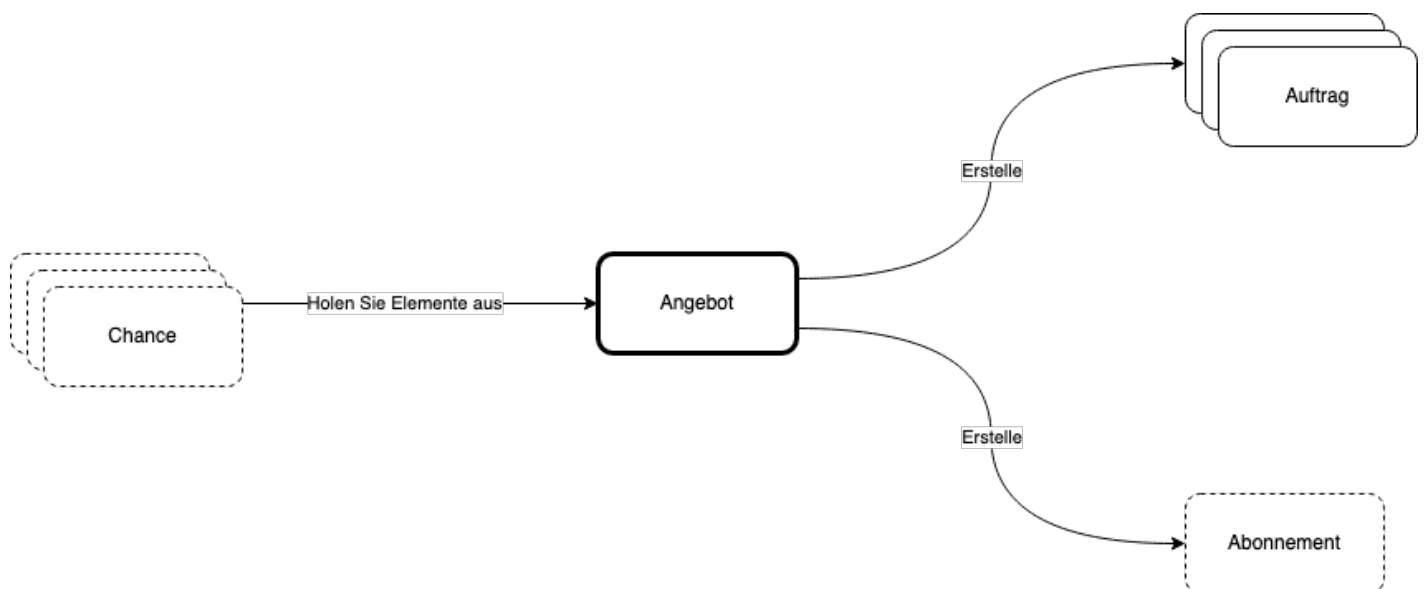 Auftrag
Erstelle
Holen Sie Elemente aus
Angebot
Chance
Erstelle
Abonnement